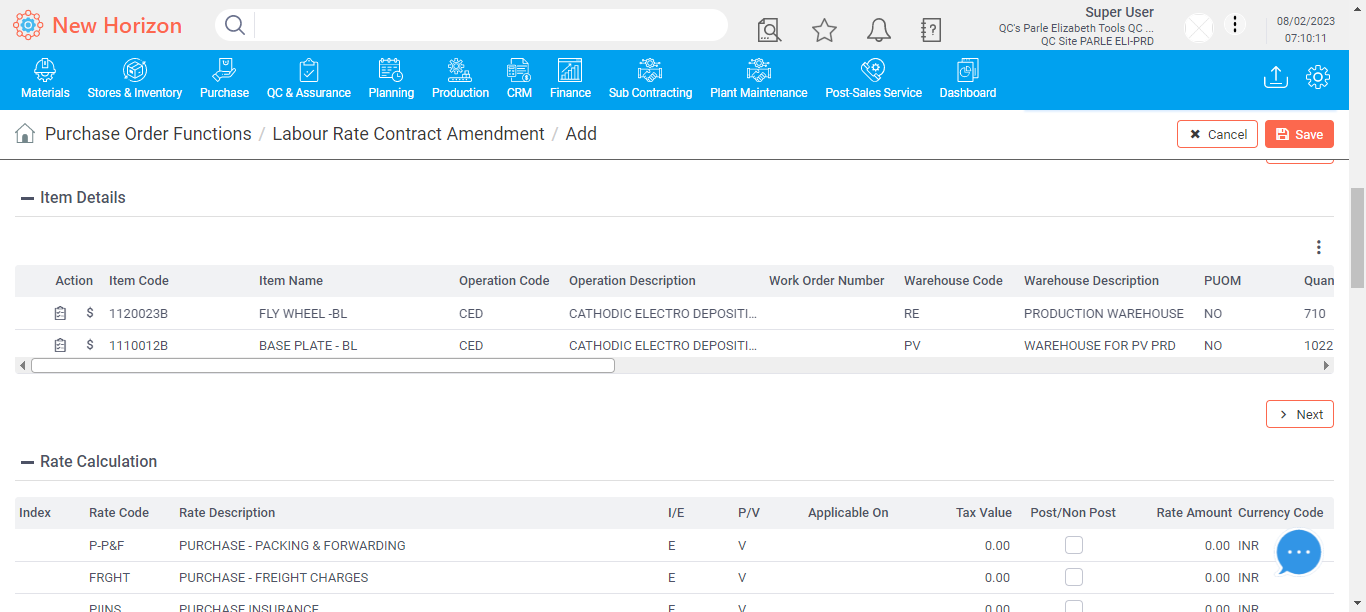 New Horizon
Super User
QC's Parle Elizabeth Tools QC ...
QC Site PARLE ELI-PRD
08/02/2023
07:10:11
Materials Stores & Inventory Purchase QC & Assurance Planning Production CRM Finance Sub Contracting Plant Maintenance Post-Sales Service Dashboard
Purchase Order Functions / Labour Rate Contract Amendment / Add
Cancel Save
Item Details
Action Item Code Item Name Operation Code Operation Description Work Order Number Warehouse Code Warehouse Description PUOM Quan
$ 1120023B FLY WHEEL -BL CED CATHODIC ELECTRO DEPOSITI... RE PRODUCTION WAREHOUSE NO 710
$ 1110012B BASE PLATE - BL CED CATHODIC ELECTRO DEPOSITI... PV WAREHOUSE FOR PV PRD NO 1022
Next
Rate Calculation
Index Rate Code Rate Description I/E P/V Applicable On Tax Value Post/Non Post Rate Amount Currency Code
P-P&F PURCHASE - PACKING & FORWARDING E V 0.00 0.00 INR
FRGHT PURCHASE - FREIGHT CHARGES E V 0.00 0.00 INR
PURCHASE INSURANCE E V 0.00 0.00 INR